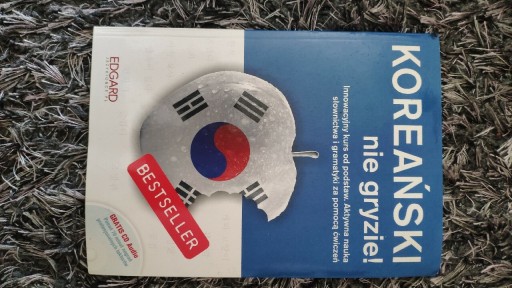 KOREAŃSKI
nie gryzie!
Innowacyjny kurs od podstaw. Aktywna nauka
słownictwa i gramatyki za pomocą ćwiczeń
BESTSELLER
GRATIS CD Audio
EDGARD